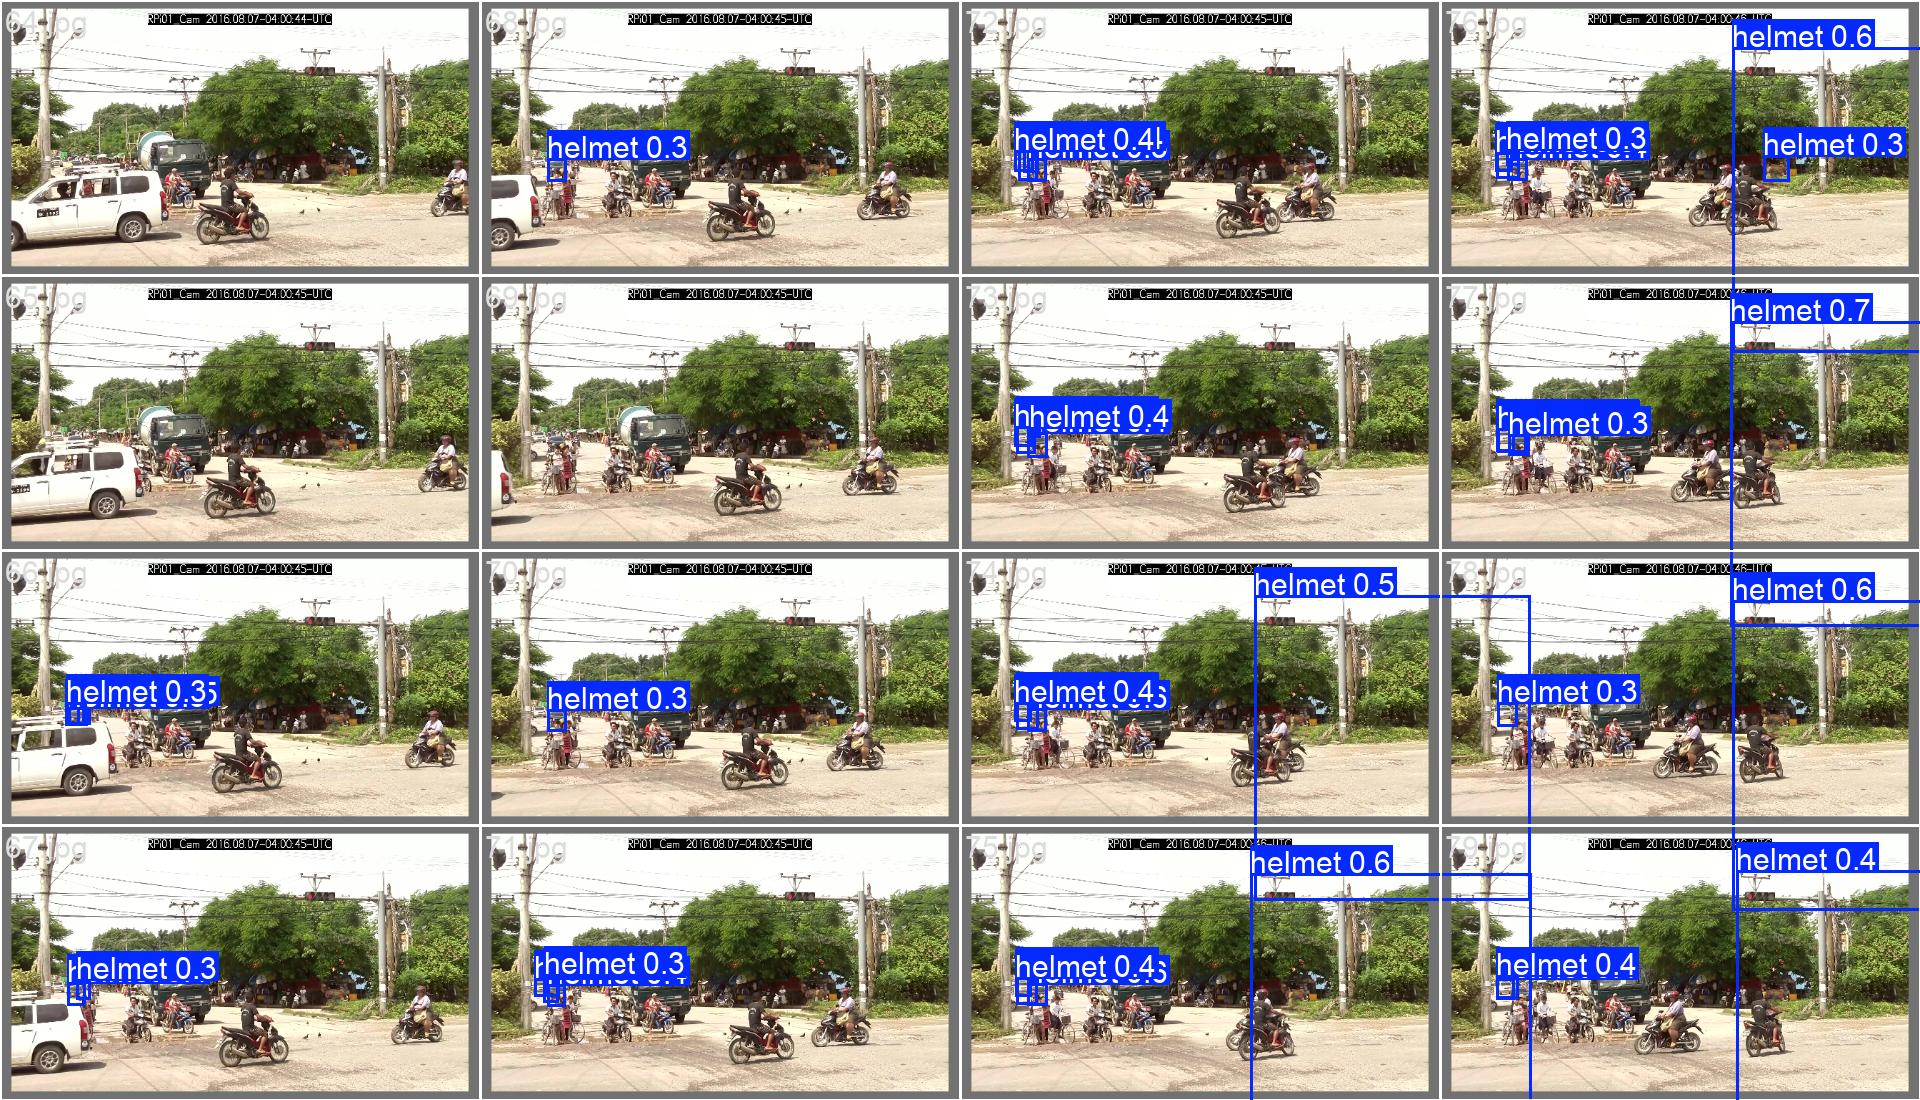 64.jpg RPi01_Cam 2016.08.07-04:00:44-UTC
68.jpg RPi01_Cam 2016.08.07-04:00:45-UTC
helmet 0.3
72.jpg RPi01_Cam 2016.08.07-04:00:45-UTC
helmet 0.4
76.jpg RPi01_Cam 2016.08.07-04:00:46-UTC
helmet 0.6
helmet 0.3
helmet 0.3
65.jpg RPi01_Cam 2016.08.07-04:00:45-UTC
69.jpg RPi01_Cam 2016.08.07-04:00:45-UTC
73.jpg RPi01_Cam 2016.08.07-04:00:45-UTC
helmet 0.4
77.jpg RPi01_Cam 2016.08.07-04:00:46-UTC
helmet 0.7
helmet 0.3
66.jpg RPi01_Cam 2016.08.07-04:00:45-UTC
helmet 0.3
70.jpg RPi01_Cam 2016.08.07-04:00:45-UTC
helmet 0.3
74.jpg RPi01_Cam 2016.08.07-04:00:45-UTC
helmet 0.5
helmet 0.4
78.jpg RPi01_Cam 2016.08.07-04:00:46-UTC
helmet 0.6
helmet 0.3
67.jpg RPi01_Cam 2016.08.07-04:00:45-UTC
helmet 0.3
71.jpg RPi01_Cam 2016.08.07-04:00:45-UTC
helmet 0.3
75.jpg RPi01_Cam 2016.08.07-04:00:46-UTC
helmet 0.6
helmet 0.4
79.jpg RPi01_Cam 2016.08.07-04:00
helmet 0.4
helmet 0.4